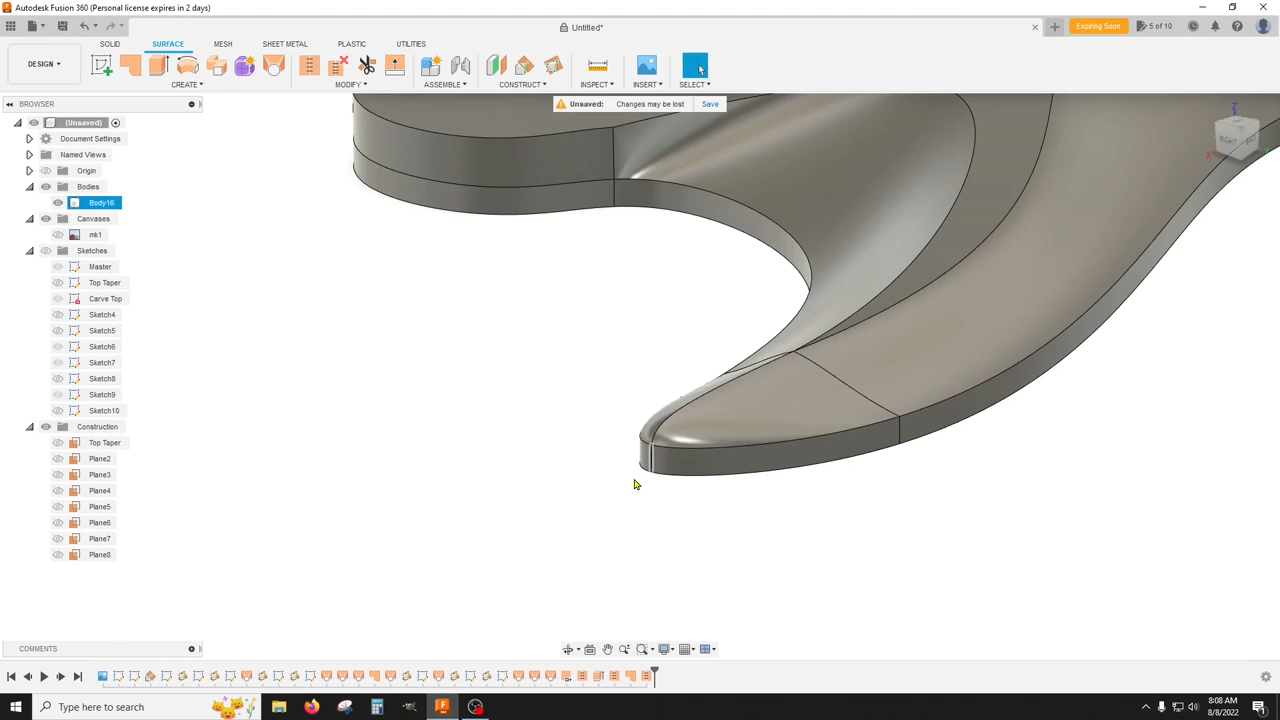 Autodesk Fusion 360 (Personal license expires in 2 days)
Untitled*
Expiring Soon
5 of 10
SOLID
SURFACE
MESH
SHEET METAL
PLASTIC
UTILITIES
DESIGN
CREATE
MODIFY
ASSEMBLE
CONSTRUCT
INSPECT
INSERT
SELECT
BROWSER
Unsaved: Changes may be lost
Save
(Unsaved)
Document Settings
Named Views
Origin
Bodies
Body16
Canvases
mk1
Sketches
Master
Top Taper
Carve Top
Sketch4
Sketch5
Sketch6
Sketch7
Sketch8
Sketch9
Sketch10
Construction
Top Taper
Plane2
Plane3
Plane4
Plane5
Plane6
Plane7
Plane8
Z
X
RIGHT
COMMENTS
Type here to search
8:08 AM
8/8/2022